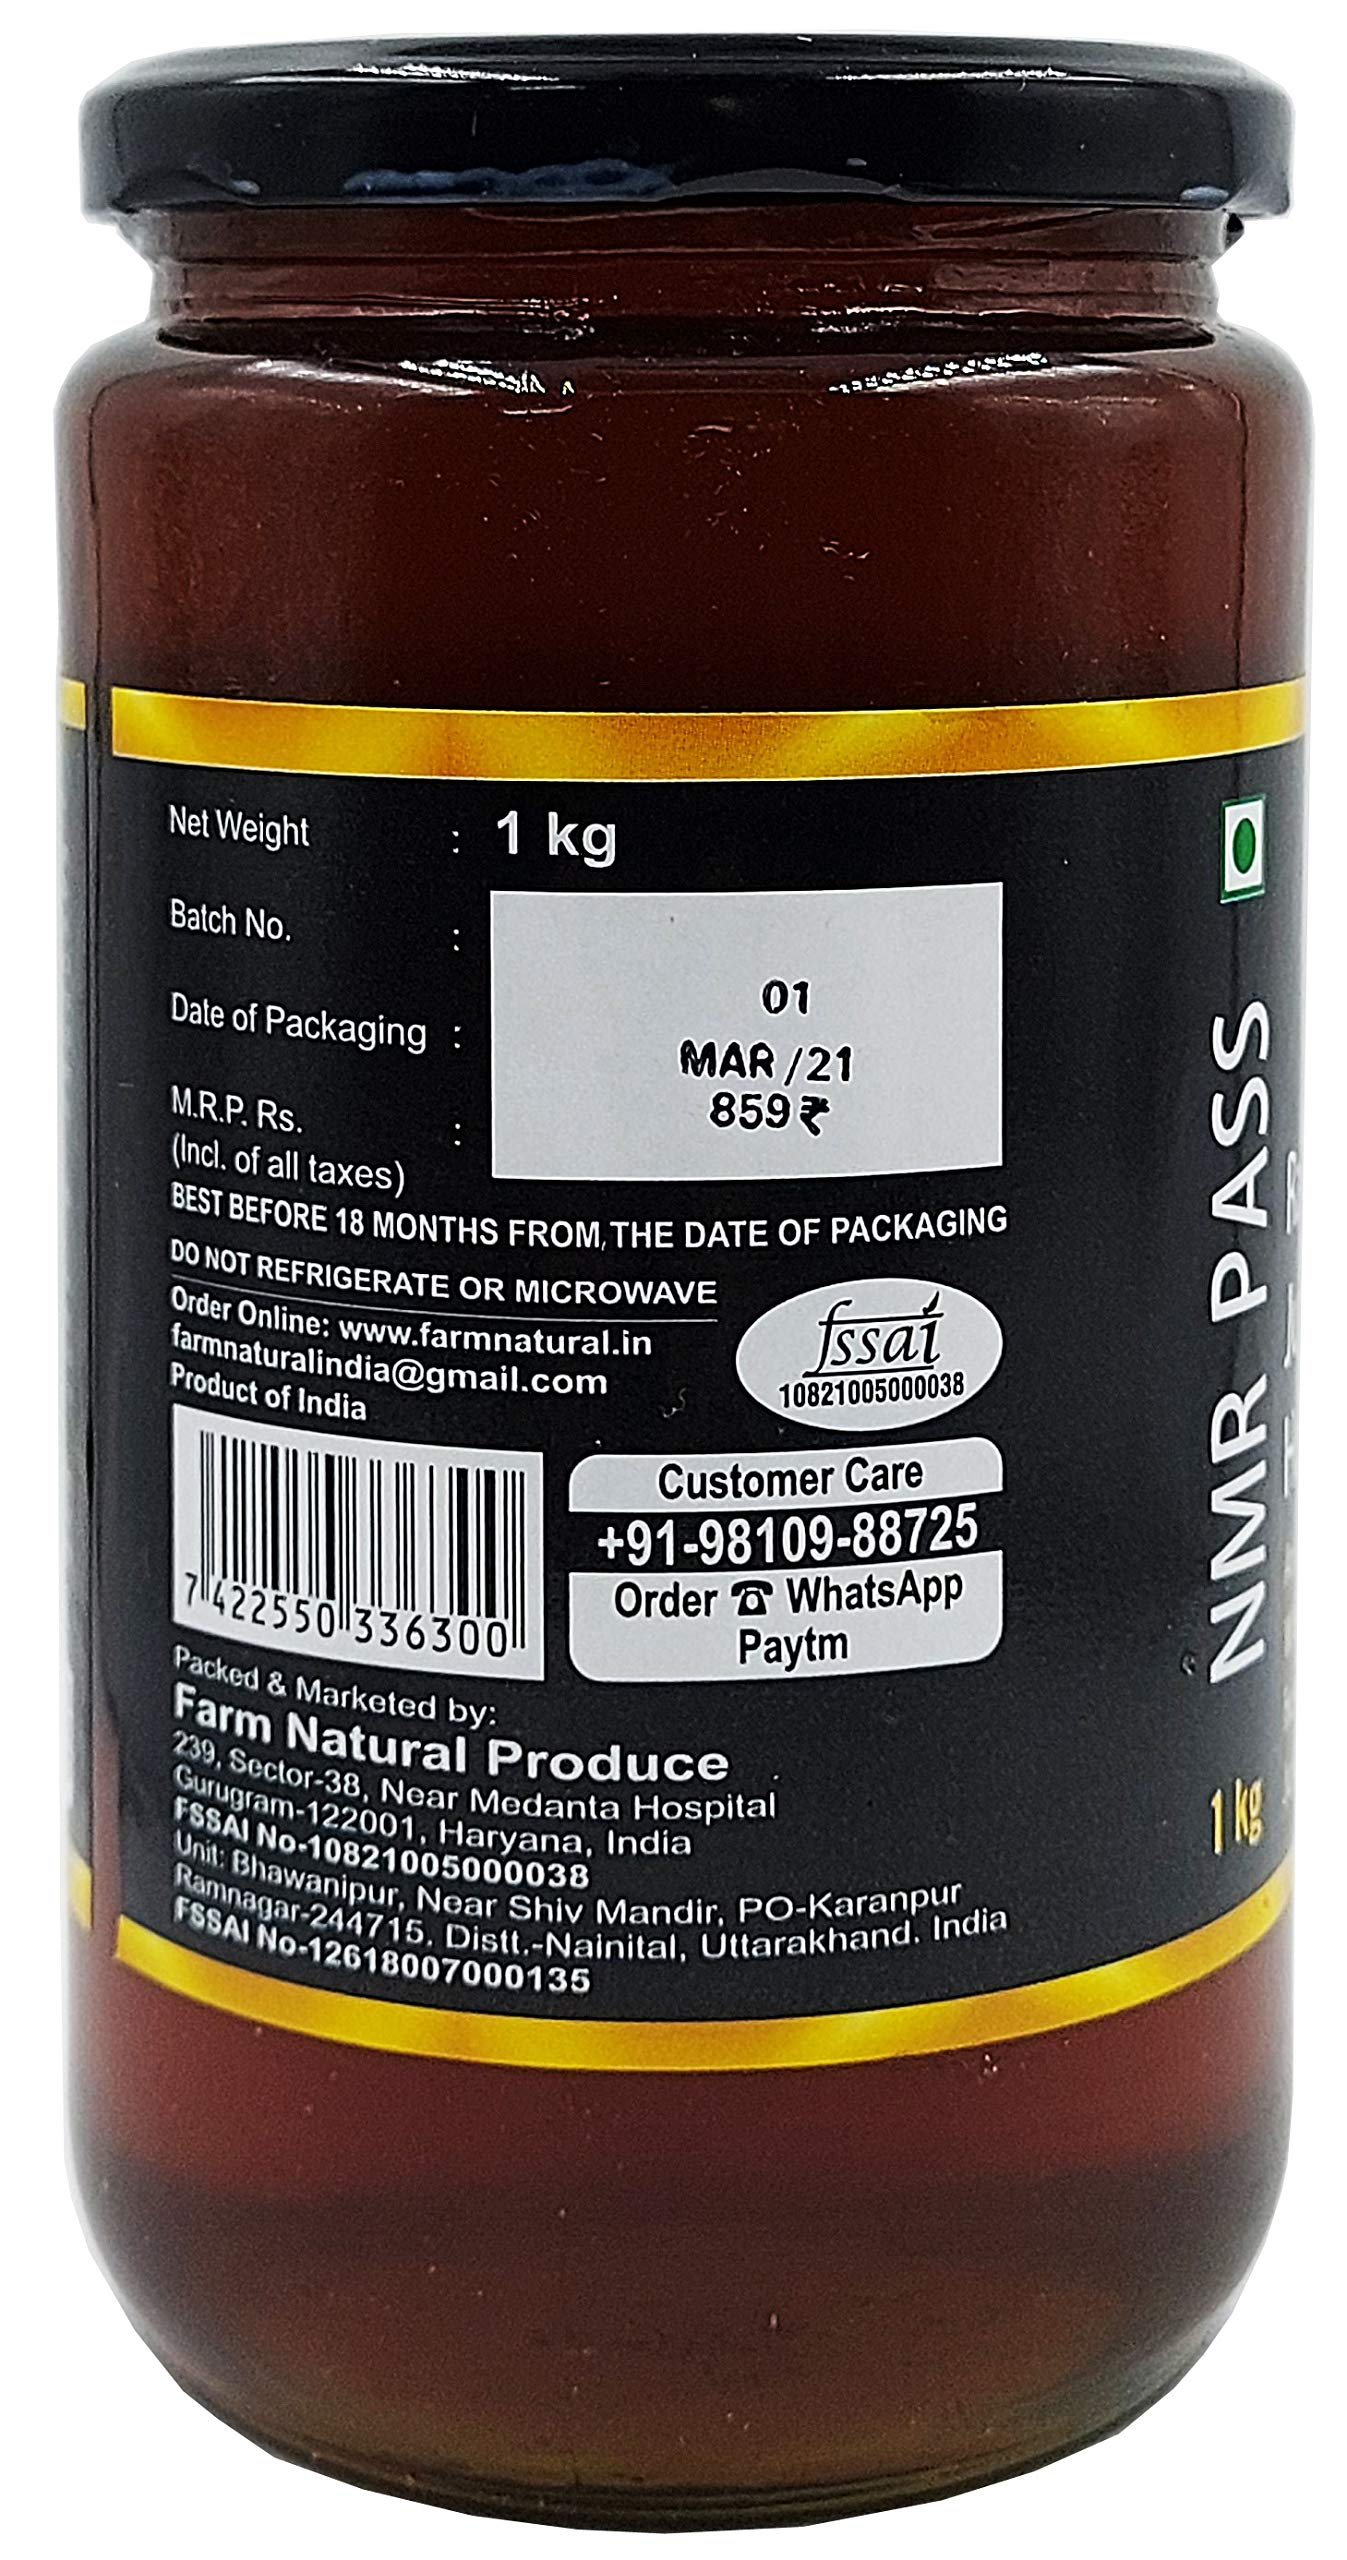 Net Weight : 1 kg
Batch No. : 01
Date of Packaging : MAR /21
M.R.P. Rs. : 859 ₹
(Incl. of all taxes)
BEST BEFORE 18 MONTHS FROM THE DATE OF PACKAGING
DO NOT REFRIGERATE OR MICROWAVE
Order Online: www.farmnatural.in
farmnaturalindia@gmail.com
Product of India
fssai
10821005000038
7 422550 336300
Customer Care
+91-98109-88725
Order ☎ WhatsApp
Paytm
Packed & Marketed by:
Farm Natural Produce
239, Sector-38, Near Medanta Hospital
Gurugram-122001, Haryana, India
FSSAI No-10821005000038
Unit: Bhawanipur, Near Shiv Mandir, PO-Karanpur
Ramnagar-244715, Distt.-Nainital, Uttarakhand. India
FSSAI No-12618007000135
NMR PASS
1 kg